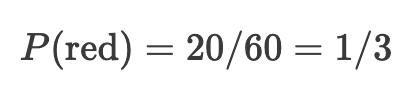 P(red) = 20/60 = 1/3